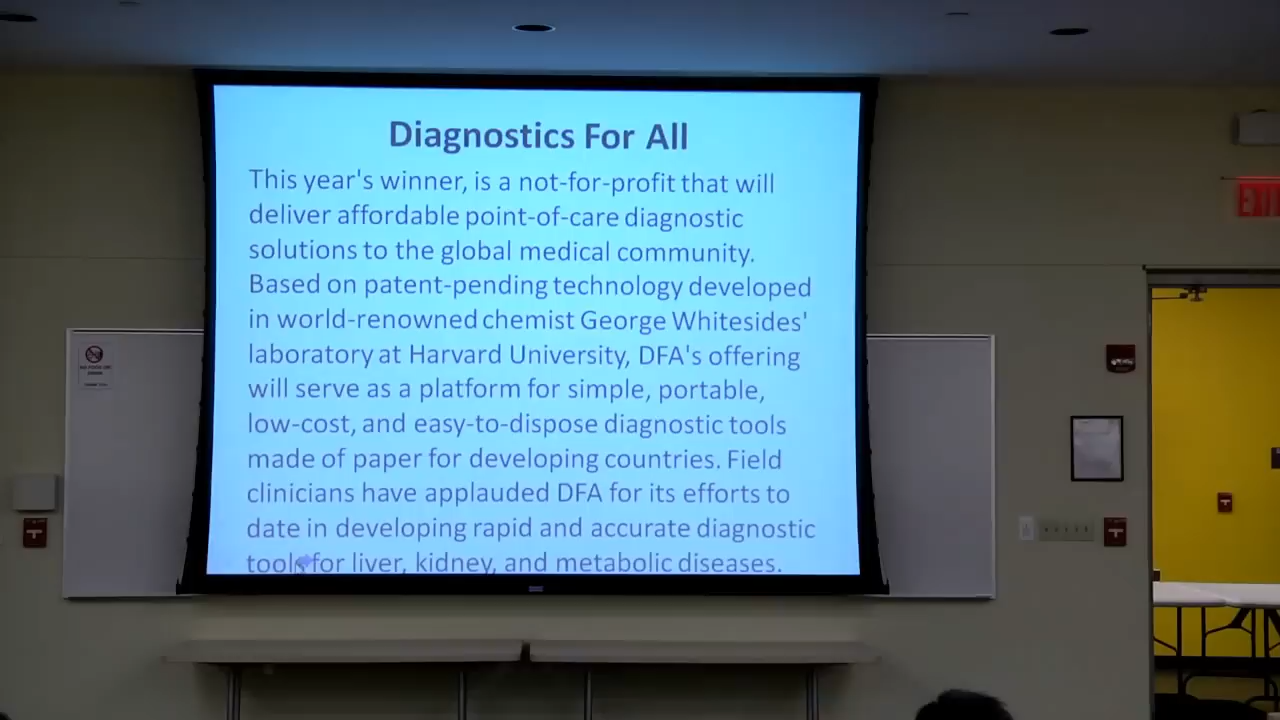 Diagnostics For All
This year's winner, is a not-for-profit that will
deliver affordable point-of-care diagnostic
solutions to the global medical community.
Based on patent-pending technology developed
in world-renowned chemist George Whitesides'
laboratory at Harvard University, DFA's offering
will serve as a platform for simple, portable,
low-cost, and easy-to-dispose diagnostic tools
made of paper for developing countries. Field
clinicians have applauded DFA for its efforts to
date in developing rapid and accurate diagnostic
tools for liver, kidney, and metabolic diseases.